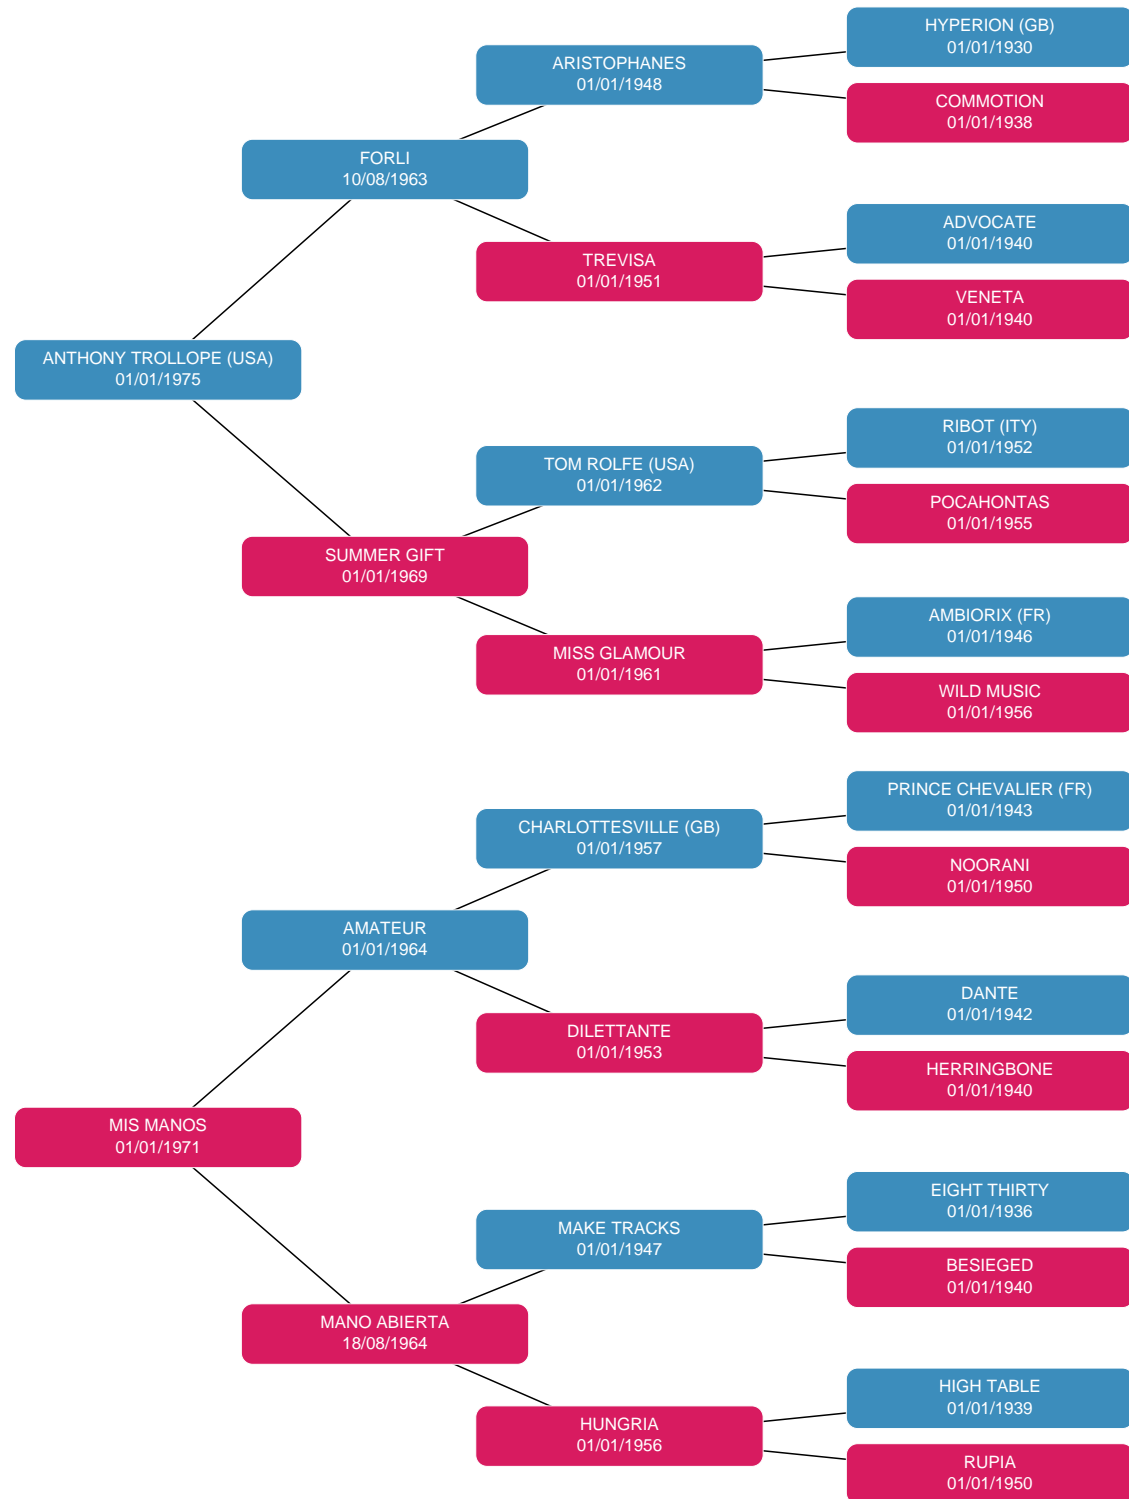 HYPERION (GB)
01/01/1930
ARISTOPHANES
01/01/1948
COMMOTION
01/01/1938
FORLI
10/08/1963
ADVOCATE
01/01/1940
TREVISA
01/01/1951
VENETA
01/01/1940
ANTHONY TROLLOPE (USA)
01/01/1975
RIBOT (ITY)
01/01/1952
TOM ROLFE (USA)
01/01/1962
POCAHONTAS
01/01/1955
SUMMER GIFT
01/01/1969
AMBIORIX (FR)
01/01/1946
MISS GLAMOUR
01/01/1961
WILD MUSIC
01/01/1956
PRINCE CHEVALIER (FR)
01/01/1943
CHARLOTTESVILLE (GB)
01/01/1957
NOORANI
01/01/1950
AMATEUR
01/01/1964
DANTE
01/01/1942
DILETTANTE
01/01/1953
HERRINGBONE
01/01/1940
MIS MANOS
01/01/1971
EIGHT THIRTY
01/01/1936
MAKE TRACKS
01/01/1947
BESIEGED
01/01/1940
MANO ABIERTA
18/08/1964
HIGH TABLE
01/01/1939
HUNGRIA
01/01/1956
RUPIA
01/01/1950